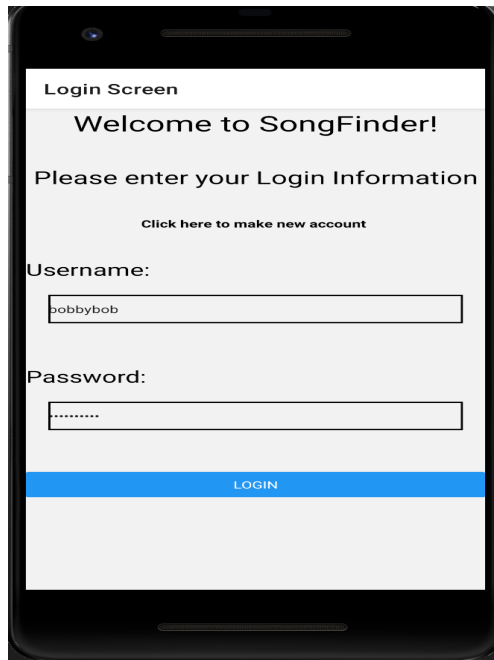 Login Screen
Welcome to SongFinder!
Please enter your Login Information
Click here to make new account
Username:
bobbybob
Password:
••••••••••
LOGIN